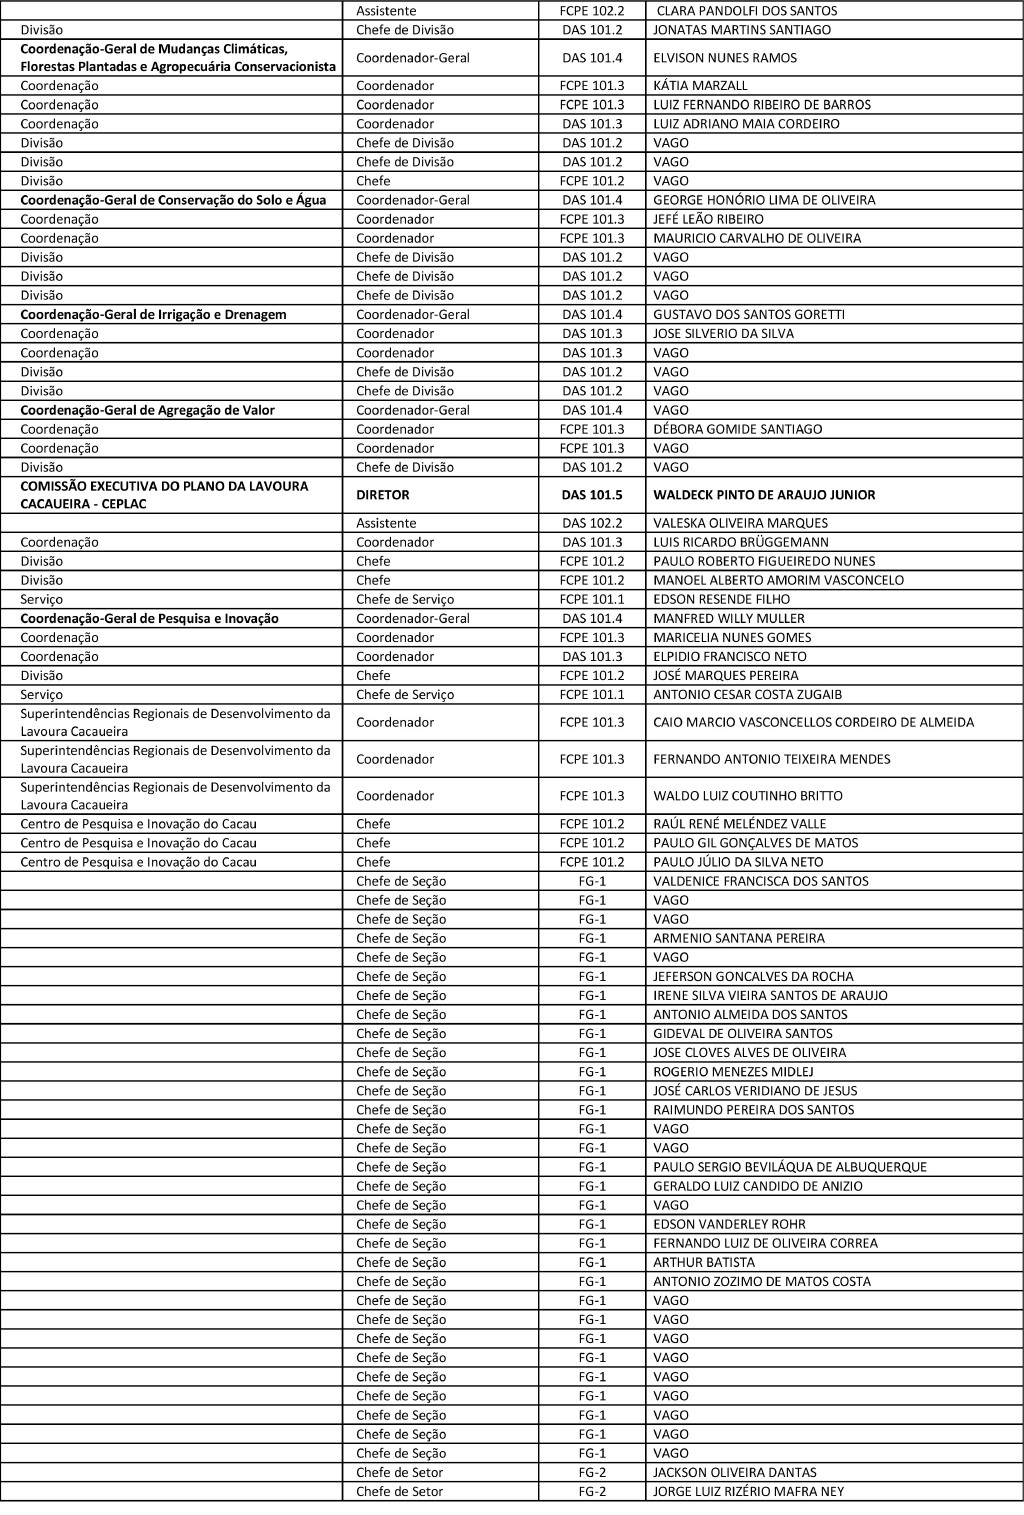 Assistente FCPE 102.2 CLARA PANDOLFI DOS SANTOS
Divisão Chefe de Divisão DAS 101.2 JONATAS MARTINS SANTIAGO
Coordenação-Geral de Mudanças Climáticas,
Florestas Plantadas e Agropecuária Conservacionista Coordenador-Geral DAS 101.4 ELVISON NUNES RAMOS
Coordenação Coordenador FCPE 101.3 KÁTIA MARZALL
Coordenação Coordenador FCPE 101.3 LUIZ FERNANDO RIBEIRO DE BARROS
Coordenação Coordenador DAS 101.3 LUIZ ADRIANO MAIA CORDEIRO
Divisão Chefe de Divisão DAS 101.2 VAGO
Divisão Chefe de Divisão DAS 101.2 VAGO
Divisão Chefe FCPE 101.2 VAGO
Coordenação-Geral de Conservação do Solo e Água Coordenador-Geral DAS 101.4 GEORGE HONÓRIO LIMA DE OLIVEIRA
Coordenação Coordenador FCPE 101.3 JEFÉ LEÃO RIBEIRO
Coordenação Coordenador FCPE 101.3 MAURICIO CARVALHO DE OLIVEIRA
Divisão Chefe de Divisão DAS 101.2 VAGO
Divisão Chefe de Divisão DAS 101.2 VAGO
Divisão Chefe de Divisão DAS 101.2 VAGO
Coordenação-Geral de Irrigação e Drenagem Coordenador-Geral DAS 101.4 GUSTAVO DOS SANTOS GORETTI
Coordenação Coordenador DAS 101.3 JOSE SILVERIO DA SILVA
Coordenação Coordenador DAS 101.3 VAGO
Divisão Chefe de Divisão DAS 101.2 VAGO
Divisão Chefe de Divisão DAS 101.2 VAGO
Coordenação-Geral de Agregação de Valor Coordenador-Geral DAS 101.4 VAGO
Coordenação Coordenador FCPE 101.3 DÉBORA GOMIDE SANTIAGO
Coordenação Coordenador FCPE 101.3 VAGO
Divisão Chefe de Divisão DAS 101.2 VAGO
COMISSÃO EXECUTIVA DO PLANO DA LAVOURA
CACAUEIRA - CEPLAC DIRETOR DAS 101.5 WALDECK PINTO DE ARAUJO JUNIOR
Assistente DAS 102.2 VALESKA OLIVEIRA MARQUES
Coordenação Coordenador DAS 101.3 LUIS RICARDO BRÜGGEMANN
Divisão Chefe FCPE 101.2 PAULO ROBERTO FIGUEIREDO NUNES
Divisão Chefe FCPE 101.2 MANOEL ALBERTO AMORIM VASCONCELO
Serviço Chefe de Serviço FCPE 101.1 EDSON RESENDE FILHO
Coordenação-Geral de Pesquisa e Inovação Coordenador-Geral DAS 101.4 MANFRED WILLY MULLER
Coordenação Coordenador FCPE 101.3 MARICELIA NUNES GOMES
Coordenação Coordenador DAS 101.3 ELPIDIO FRANCISCO NETO
Divisão Chefe FCPE 101.2 JOSÉ MARQUES PEREIRA
Serviço Chefe de Serviço FCPE 101.1 ANTONIO CESAR COSTA ZUGAIB
Superintendências Regionais de Desenvolvimento da
Lavoura Cacaueira Coordenador FCPE 101.3 CAIO MARCIO VASCONCELLOS CORDEIRO DE ALMEIDA
Superintendências Regionais de Desenvolvimento da
Lavoura Cacaueira Coordenador FCPE 101.3 FERNANDO ANTONIO TEIXEIRA MENDES
Superintendências Regionais de Desenvolvimento da
Lavoura Cacaueira Coordenador FCPE 101.3 WALDO LUIZ COUTINHO BRITTO
Centro de Pesquisa e Inovação do Cacau Chefe FCPE 101.2 RAÚL RENÉ MELÉNDEZ VALLE
Centro de Pesquisa e Inovação do Cacau Chefe FCPE 101.2 PAULO GIL GONÇALVES DE MATOS
Centro de Pesquisa e Inovação do Cacau Chefe FCPE 101.2 PAULO JÚLIO DA SILVA NETO
Chefe de Seção FG-1 VALDENICE FRANCISCA DOS SANTOS
Chefe de Seção FG-1 VAGO
Chefe de Seção FG-1 VAGO
Chefe de Seção FG-1 ARMENIO SANTANA PEREIRA
Chefe de Seção FG-1 VAGO
Chefe de Seção FG-1 JEFERSON GONCALVES DA ROCHA
Chefe de Seção FG-1 IRENE SILVA VIEIRA SANTOS DE ARAUJO
Chefe de Seção FG-1 ANTONIO ALMEIDA DOS SANTOS
Chefe de Seção FG-1 GIDEVAL DE OLIVEIRA SANTOS
Chefe de Seção FG-1 JOSE CLOVES ALVES DE OLIVEIRA
Chefe de Seção FG-1 ROGERIO MENEZES MIDLEJ
Chefe de Seção FG-1 JOSÉ CARLOS VERIDIANO DE JESUS
Chefe de Seção FG-1 RAIMUNDO PEREIRA DOS SANTOS
Chefe de Seção FG-1 VAGO
Chefe de Seção FG-1 VAGO
Chefe de Seção FG-1 PAULO SERGIO BEVILÁQUA DE ALBUQUERQUE
Chefe de Seção FG-1 GERALDO LUIZ CANDIDO DE ANIZIO
Chefe de Seção FG-1 VAGO
Chefe de Seção FG-1 EDSON VANDERLEY ROHR
Chefe de Seção FG-1 FERNANDO LUIZ DE OLIVEIRA CORREA
Chefe de Seção FG-1 ARTHUR BATISTA
Chefe de Seção FG-1 ANTONIO ZOZIMO DE MATOS COSTA
Chefe de Seção FG-1 VAGO
Chefe de Seção FG-1 VAGO
Chefe de Seção FG-1 VAGO
Chefe de Seção FG-1 VAGO
Chefe de Seção FG-1 VAGO
Chefe de Seção FG-1 VAGO
Chefe de Seção FG-1 VAGO
Chefe de Seção FG-1 VAGO
Chefe de Seção FG-1 VAGO
Chefe de Setor FG-2 JACKSON OLIVEIRA DANTAS
Chefe de Setor FG-2 JORGE LUIZ RIZÉRIO MAFRA NEY